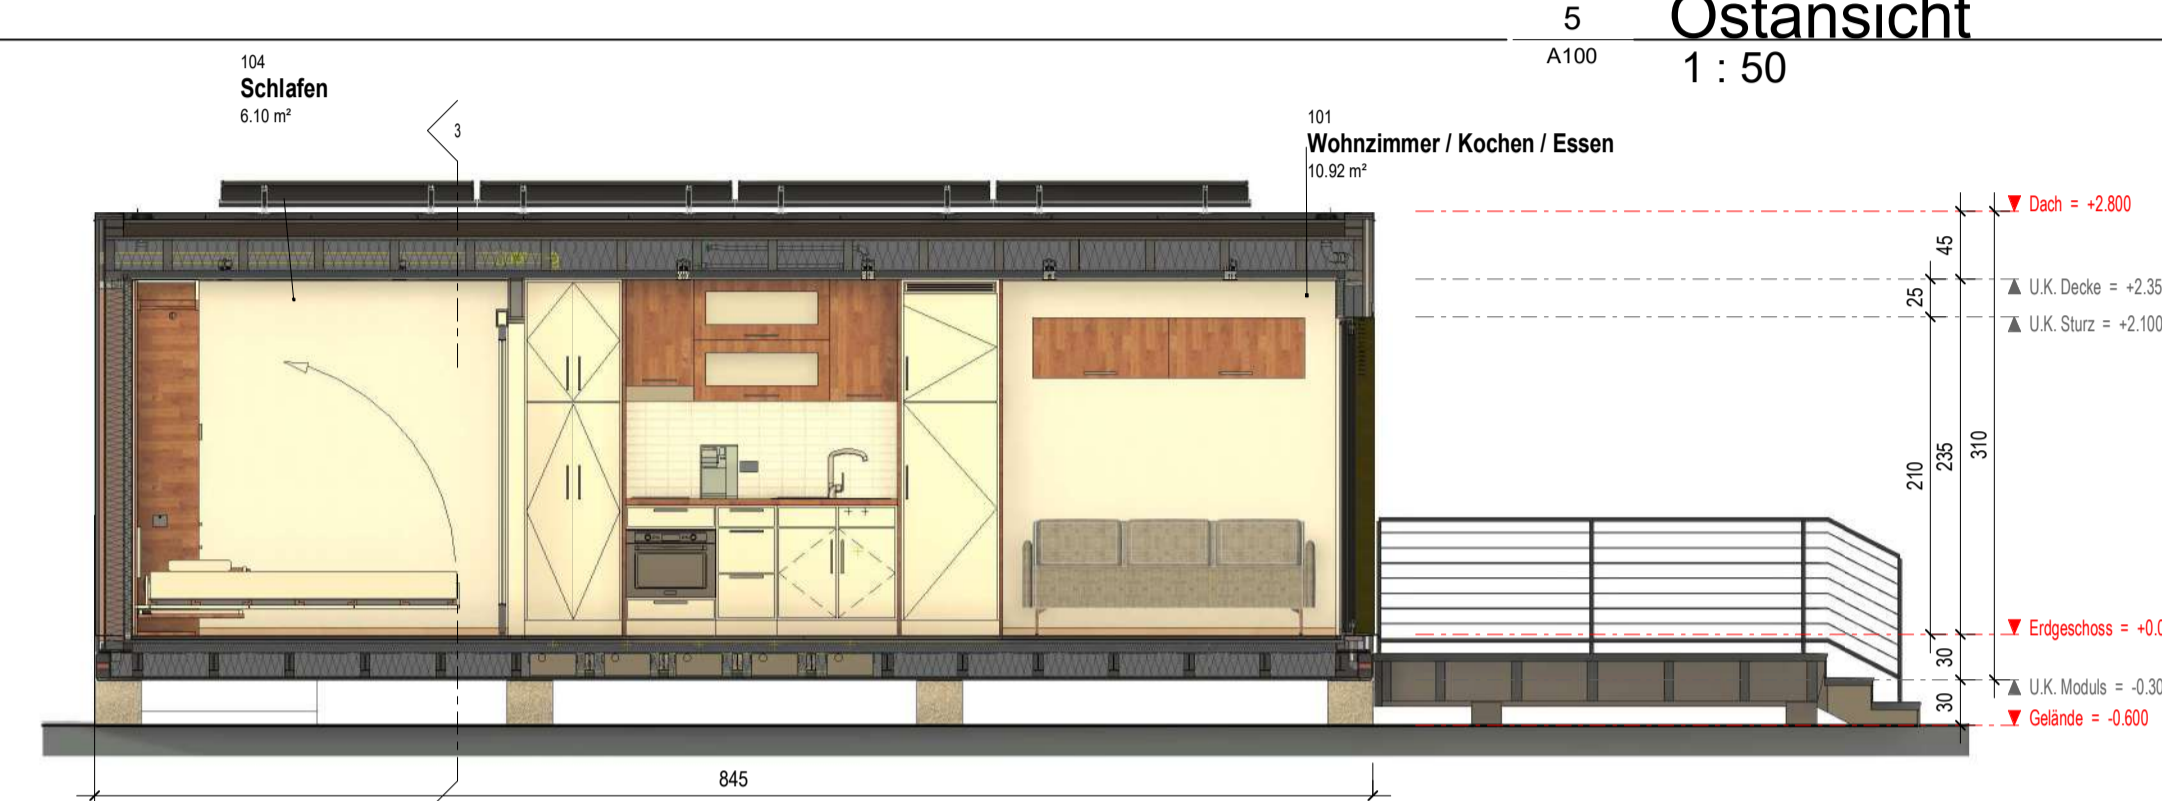 5
Ostansicht
A100
1 : 50
104
Schlafen
6.10 m²
3
101
Wohnzimmer / Kochen / Essen
10.92 m²
Dach = +2.800
45
U.K. Decke = +2.35
25
U.K. Sturz = +2.100
210
235
310
Erdgeschoss = +0.0
30
U.K. Moduls = -0.30
30
Gelände = -0.600
845